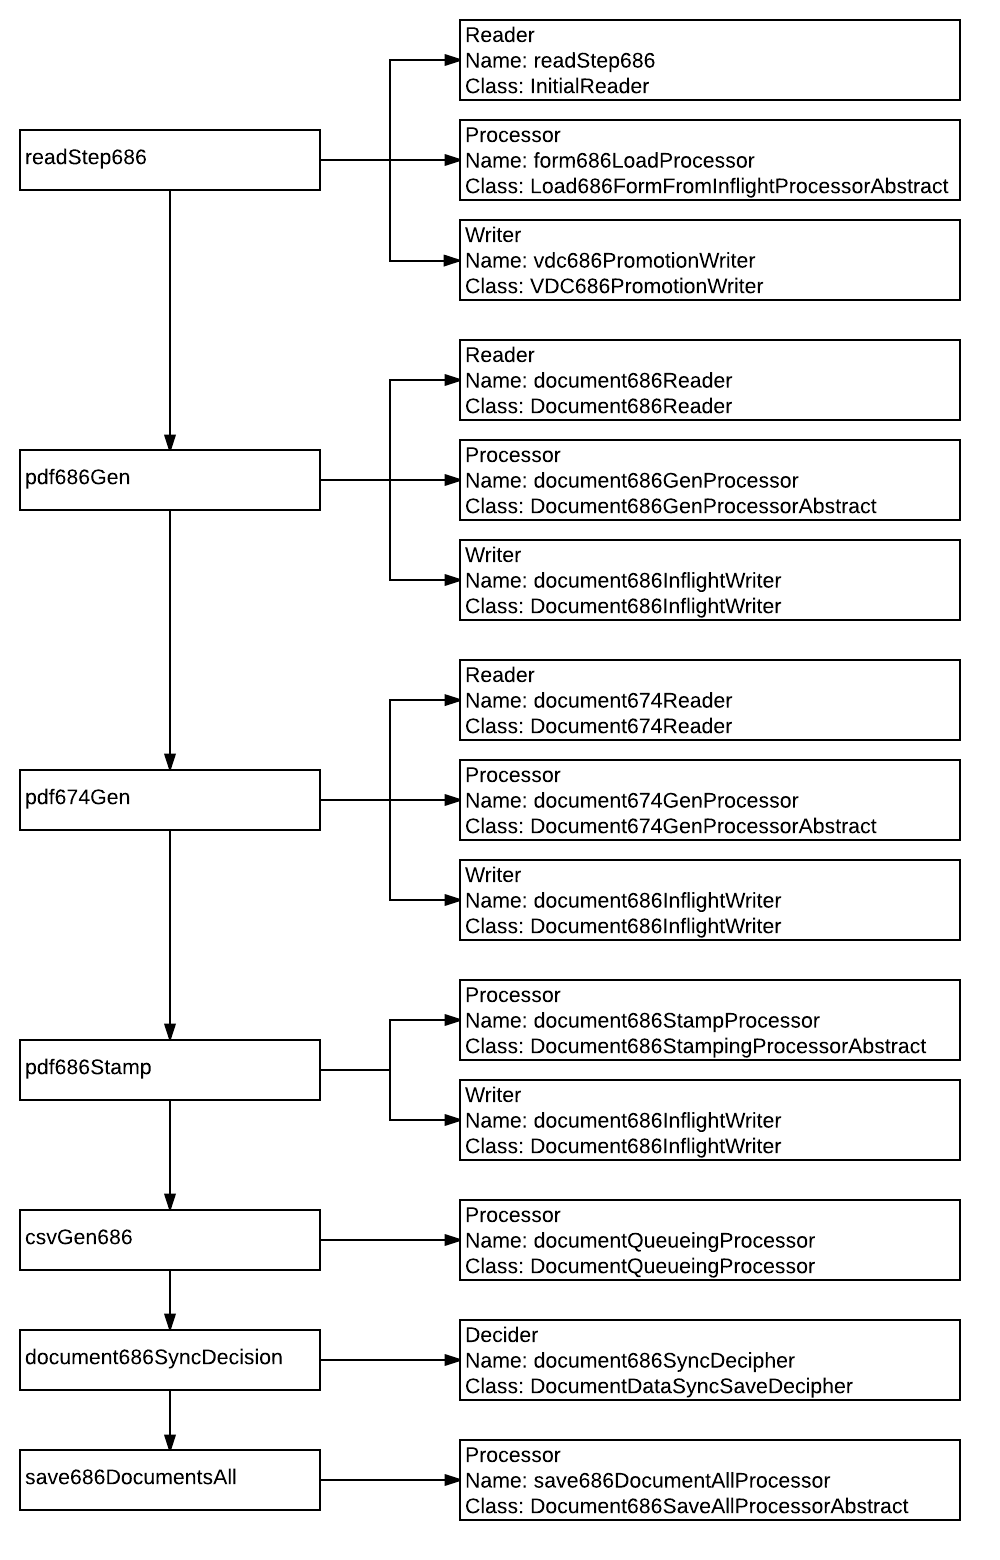 readStep686
Reader
Name: readStep686
Class: InitialReader
Processor
Name: form686LoadProcessor
Class: Load686FormFromInflightProcessorAbstract
Writer
Name: vdc686PromotionWriter
Class: VDC686PromotionWriter
pdf686Gen
Reader
Name: document686Reader
Class: Document686Reader
Processor
Name: document686GenProcessor
Class: Document686GenProcessorAbstract
Writer
Name: document686InflightWriter
Class: Document686InflightWriter
pdf674Gen
Reader
Name: document674Reader
Class: Document674Reader
Processor
Name: document674GenProcessor
Class: Document674GenProcessorAbstract
Writer
Name: document686InflightWriter
Class: Document686InflightWriter
pdf686Stamp
Processor
Name: document686StampProcessor
Class: Document686StampingProcessorAbstract
Writer
Name: document686InflightWriter
Class: Document686InflightWriter
csvGen686
Processor
Name: documentQueueingProcessor
Class: DocumentQueueingProcessor
document686SyncDecision
Decider
Name: document686SyncDecipher
Class: DocumentDataSyncSaveDecipher
save686DocumentsAll
Processor
Name: save686DocumentAllProcessor
Class: Document686SaveAllProcessorAbstract